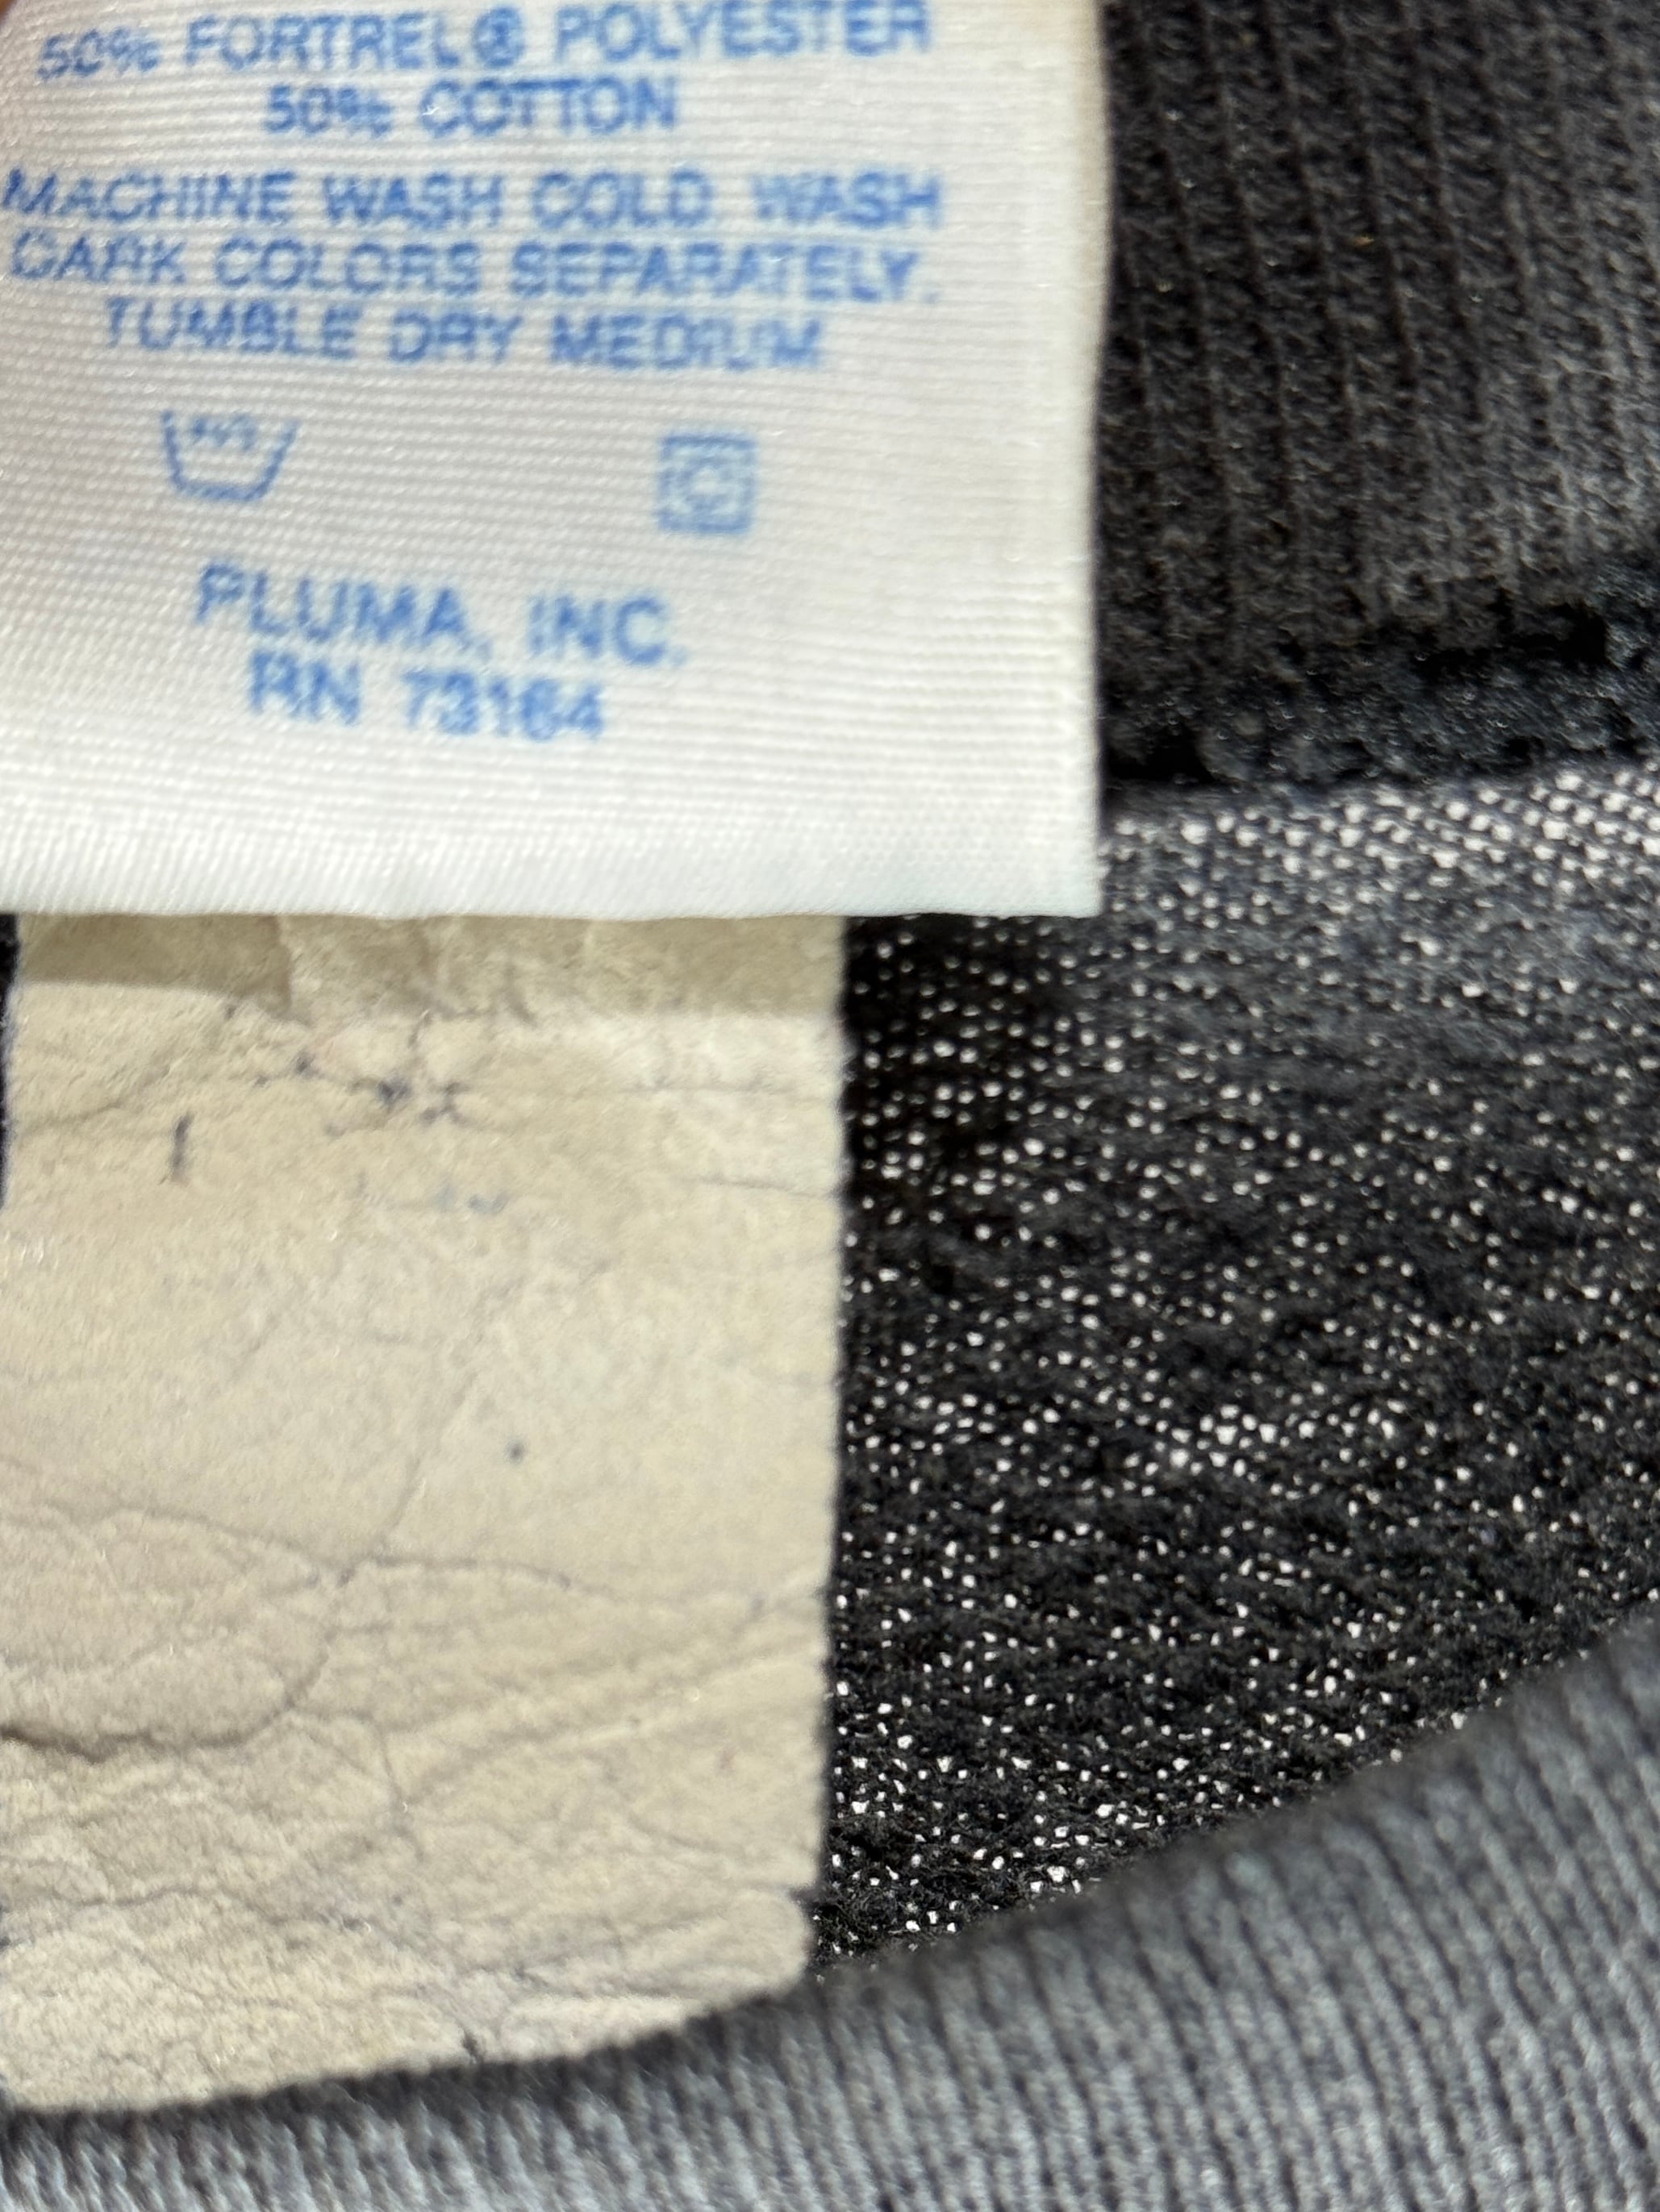 50% FORTREL® POLYESTER
50% COTTON
MACHINE WASH COLD. WASH
DARK COLORS SEPARATELY.
TUMBLE DRY MEDIUM
C
PLUMA, INC.
RN 73164